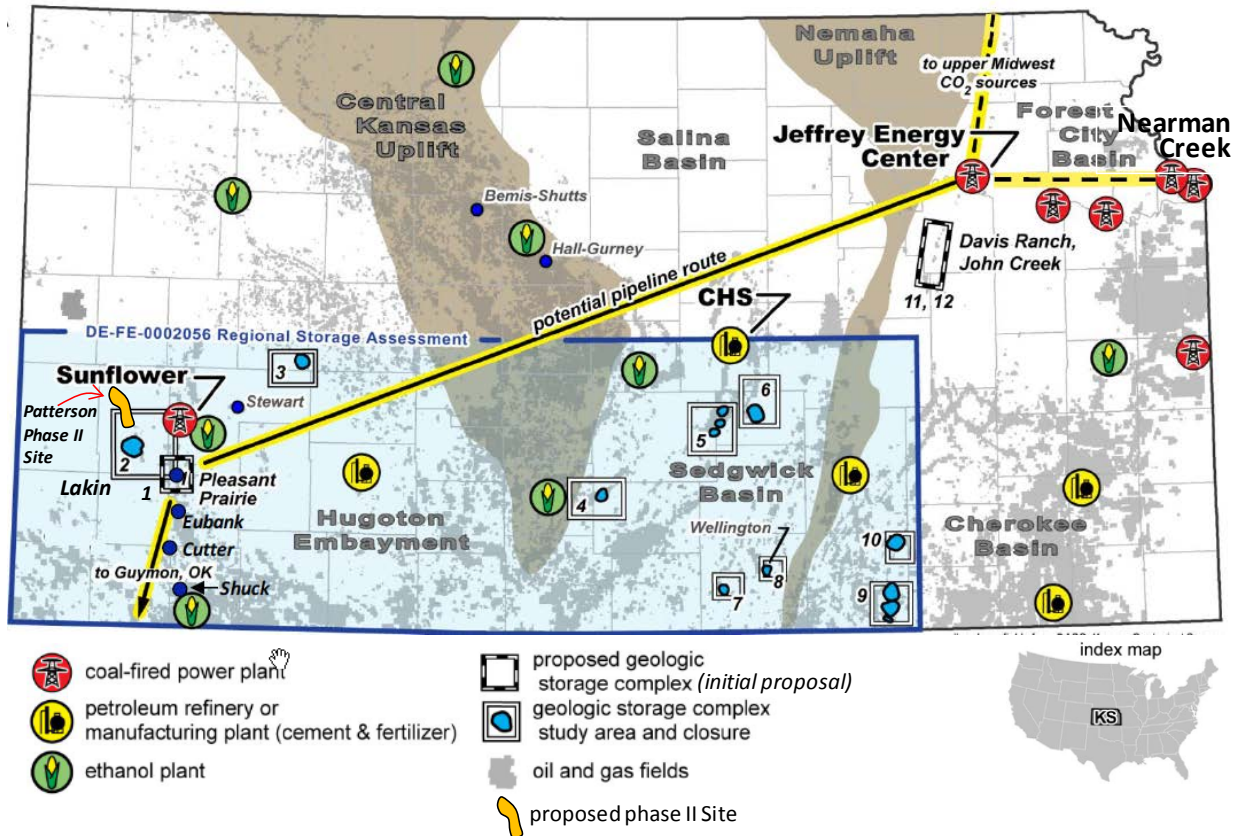 Nemaha
Uplift
to upper Midwest
CO2 sources
Central
Kansas
Uplift
Salina
Basin
Jeffrey Energy
Center
Forest
City
Basin
Nearman
Creek
Bemis-Shutts
Hall-Gurney
Davis Ranch,
John Creek
11, 12
potential pipeline route
CHS
DE-FE-0002056 Regional Storage Assessment
Sunflower
3
Patterson
Phase II
Site
Stewart
6
5
2
Lakin
1
Pleasant
Prairie
Sedgwick
Basin
4
Eubank
Hugoton
Embayment
Cherokee
Basin
Wellington
Cutter
10
to Guymon, OK
8
Shuck
7
9
coal-fired power plant
petroleum refinery or
manufacturing plant (cement & fertilizer)
ethanol plant
proposed geologic
storage complex (initial proposal)
geologic storage complex
study area and closure
oil and gas fields
proposed phase II Site
index map
KS